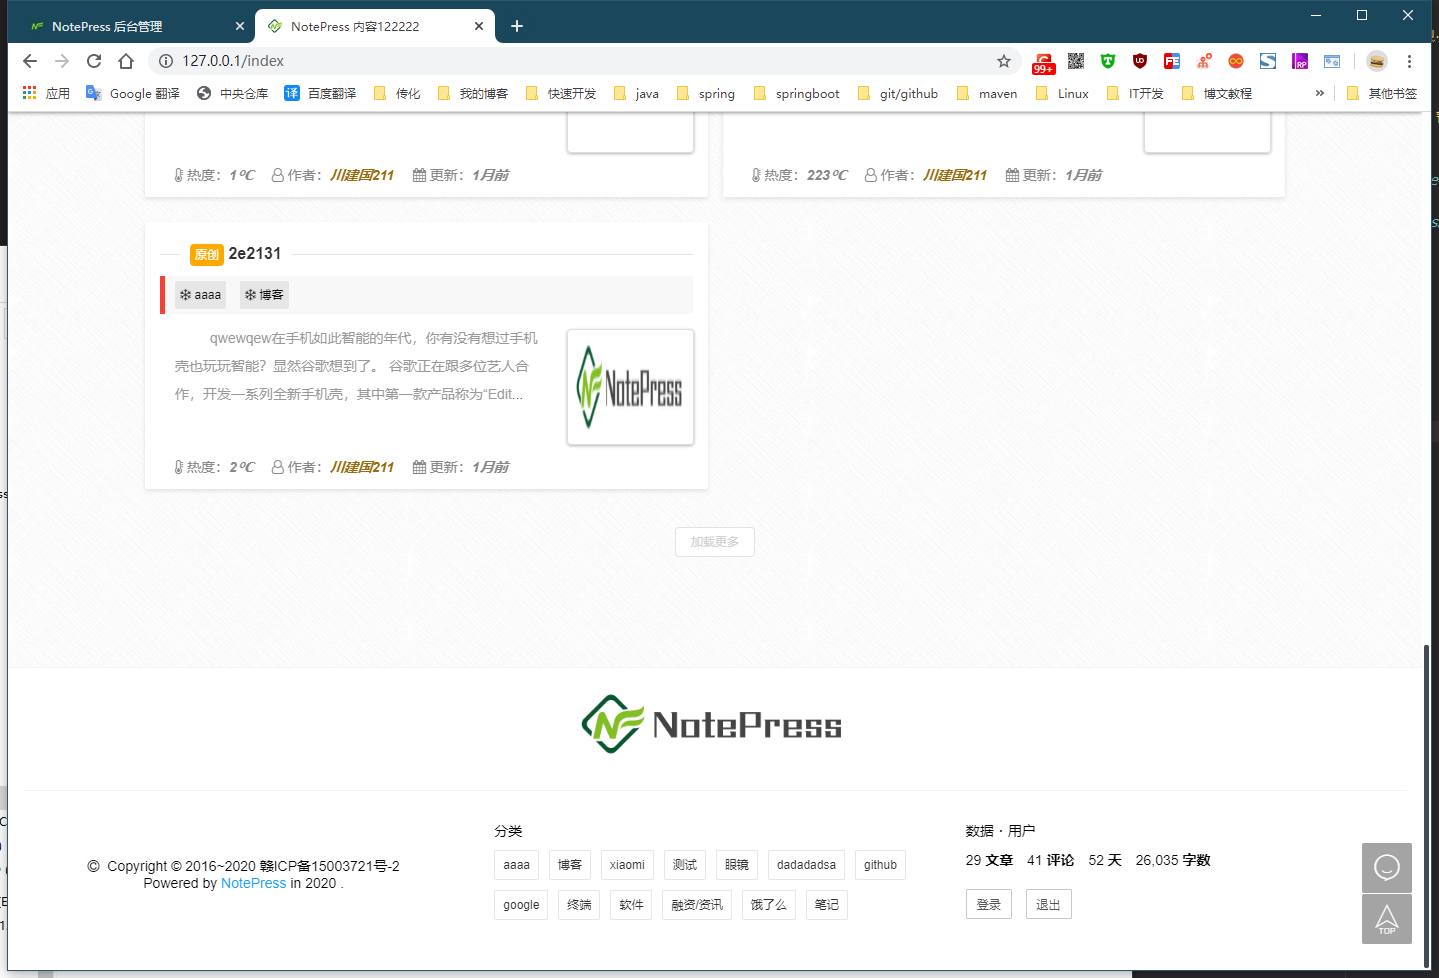 NotePress 后台管理
NotePress 内容122222
127.0.0.1/index
99+
应用 Google 翻译 中央仓库 百度翻译 传化 我的博客 快速开发 java spring springboot git/github maven Linux IT开发 博文教程 » 其他书签
热度：1℃ 作者：川建国211 更新：1月前
热度：223℃ 作者：川建国211 更新：1月前
原创 2e2131
aaaa 博客
qwewqew在手机如此智能的年代，你有没有想过手机
壳也玩玩智能？显然谷歌想到了。 谷歌正在跟多位艺人合
作，开发一系列全新手机壳，其中第一款产品称为“Edit...
NotePress
热度：2℃ 作者：川建国211 更新：1月前
加载更多
NotePress
© Copyright © 2016~2020 赣ICP备15003721号-2
Powered by NotePress in 2020 .
分类
aaaa 博客 xiaomi 测试 眼镜 dadadadsa github
google 终端 软件 融资/资讯 饿了么 笔记
数据・用户
29 文章 41 评论 52 天 26,035 字数
登录 退出
TOP